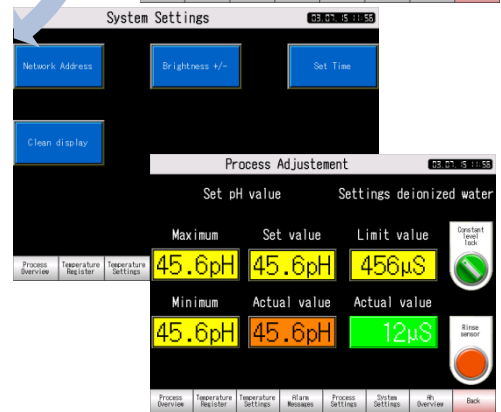 System Settings
03.07.15 11:56
Network Address
Brightness +/-
Set Time
Clean display
Process Overview
Temperature Register
Temperature Settings
Process Adjustement
03.07.15 11:56
Set pH value
Settings deionized water
Maximum
Set value
Limit value
Constant
level
lock
45.6pH
45.6pH
456µS
Minimum
Actual value
Actual value
Rinse
sensor
45.6pH
45.6pH
12µS
Process Overview
Temperature Register
Temperature Settings
Alarm Messages
Process Settings
System Settings
Ah Overview
Back